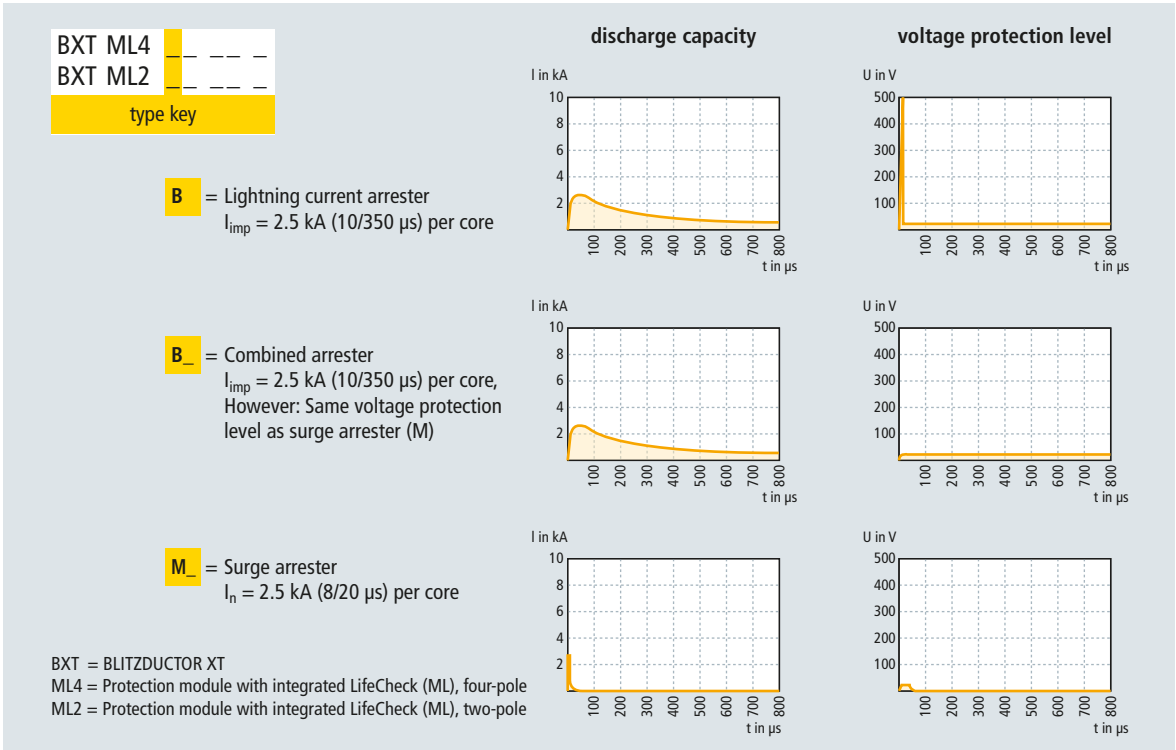 BXT ML4 _ _ _ _ _
BXT ML2 _ _ _ _ _
type key
discharge capacity
voltage protection level
B = Lightning current arrester
Iimp = 2.5 kA (10/350 µs) per core
I in kA
10
8
6
4
2
100 200 300 400 500 600 700 800
t in µs
U in V
500
400
300
200
100
100 200 300 400 500 600 700 800
t in µs
B_ = Combined arrester
Iimp = 2.5 kA (10/350 µs) per core,
However: Same voltage protection
level as surge arrester (M)
I in kA
10
8
6
4
2
100 200 300 400 500 600 700 800
t in µs
U in V
500
400
300
200
100
100 200 300 400 500 600 700 800
t in µs
M_ = Surge arrester
In = 2.5 kA (8/20 µs) per core
I in kA
10
8
6
4
2
100 200 300 400 500 600 700 800
t in µs
U in V
500
400
300
200
100
100 200 300 400 500 600 700 800
t in µs
BXT = BLITZDUCTOR XT
ML4 = Protection module with integrated LifeCheck (ML), four-pole
ML2 = Protection module with integrated LifeCheck (ML), two-pole